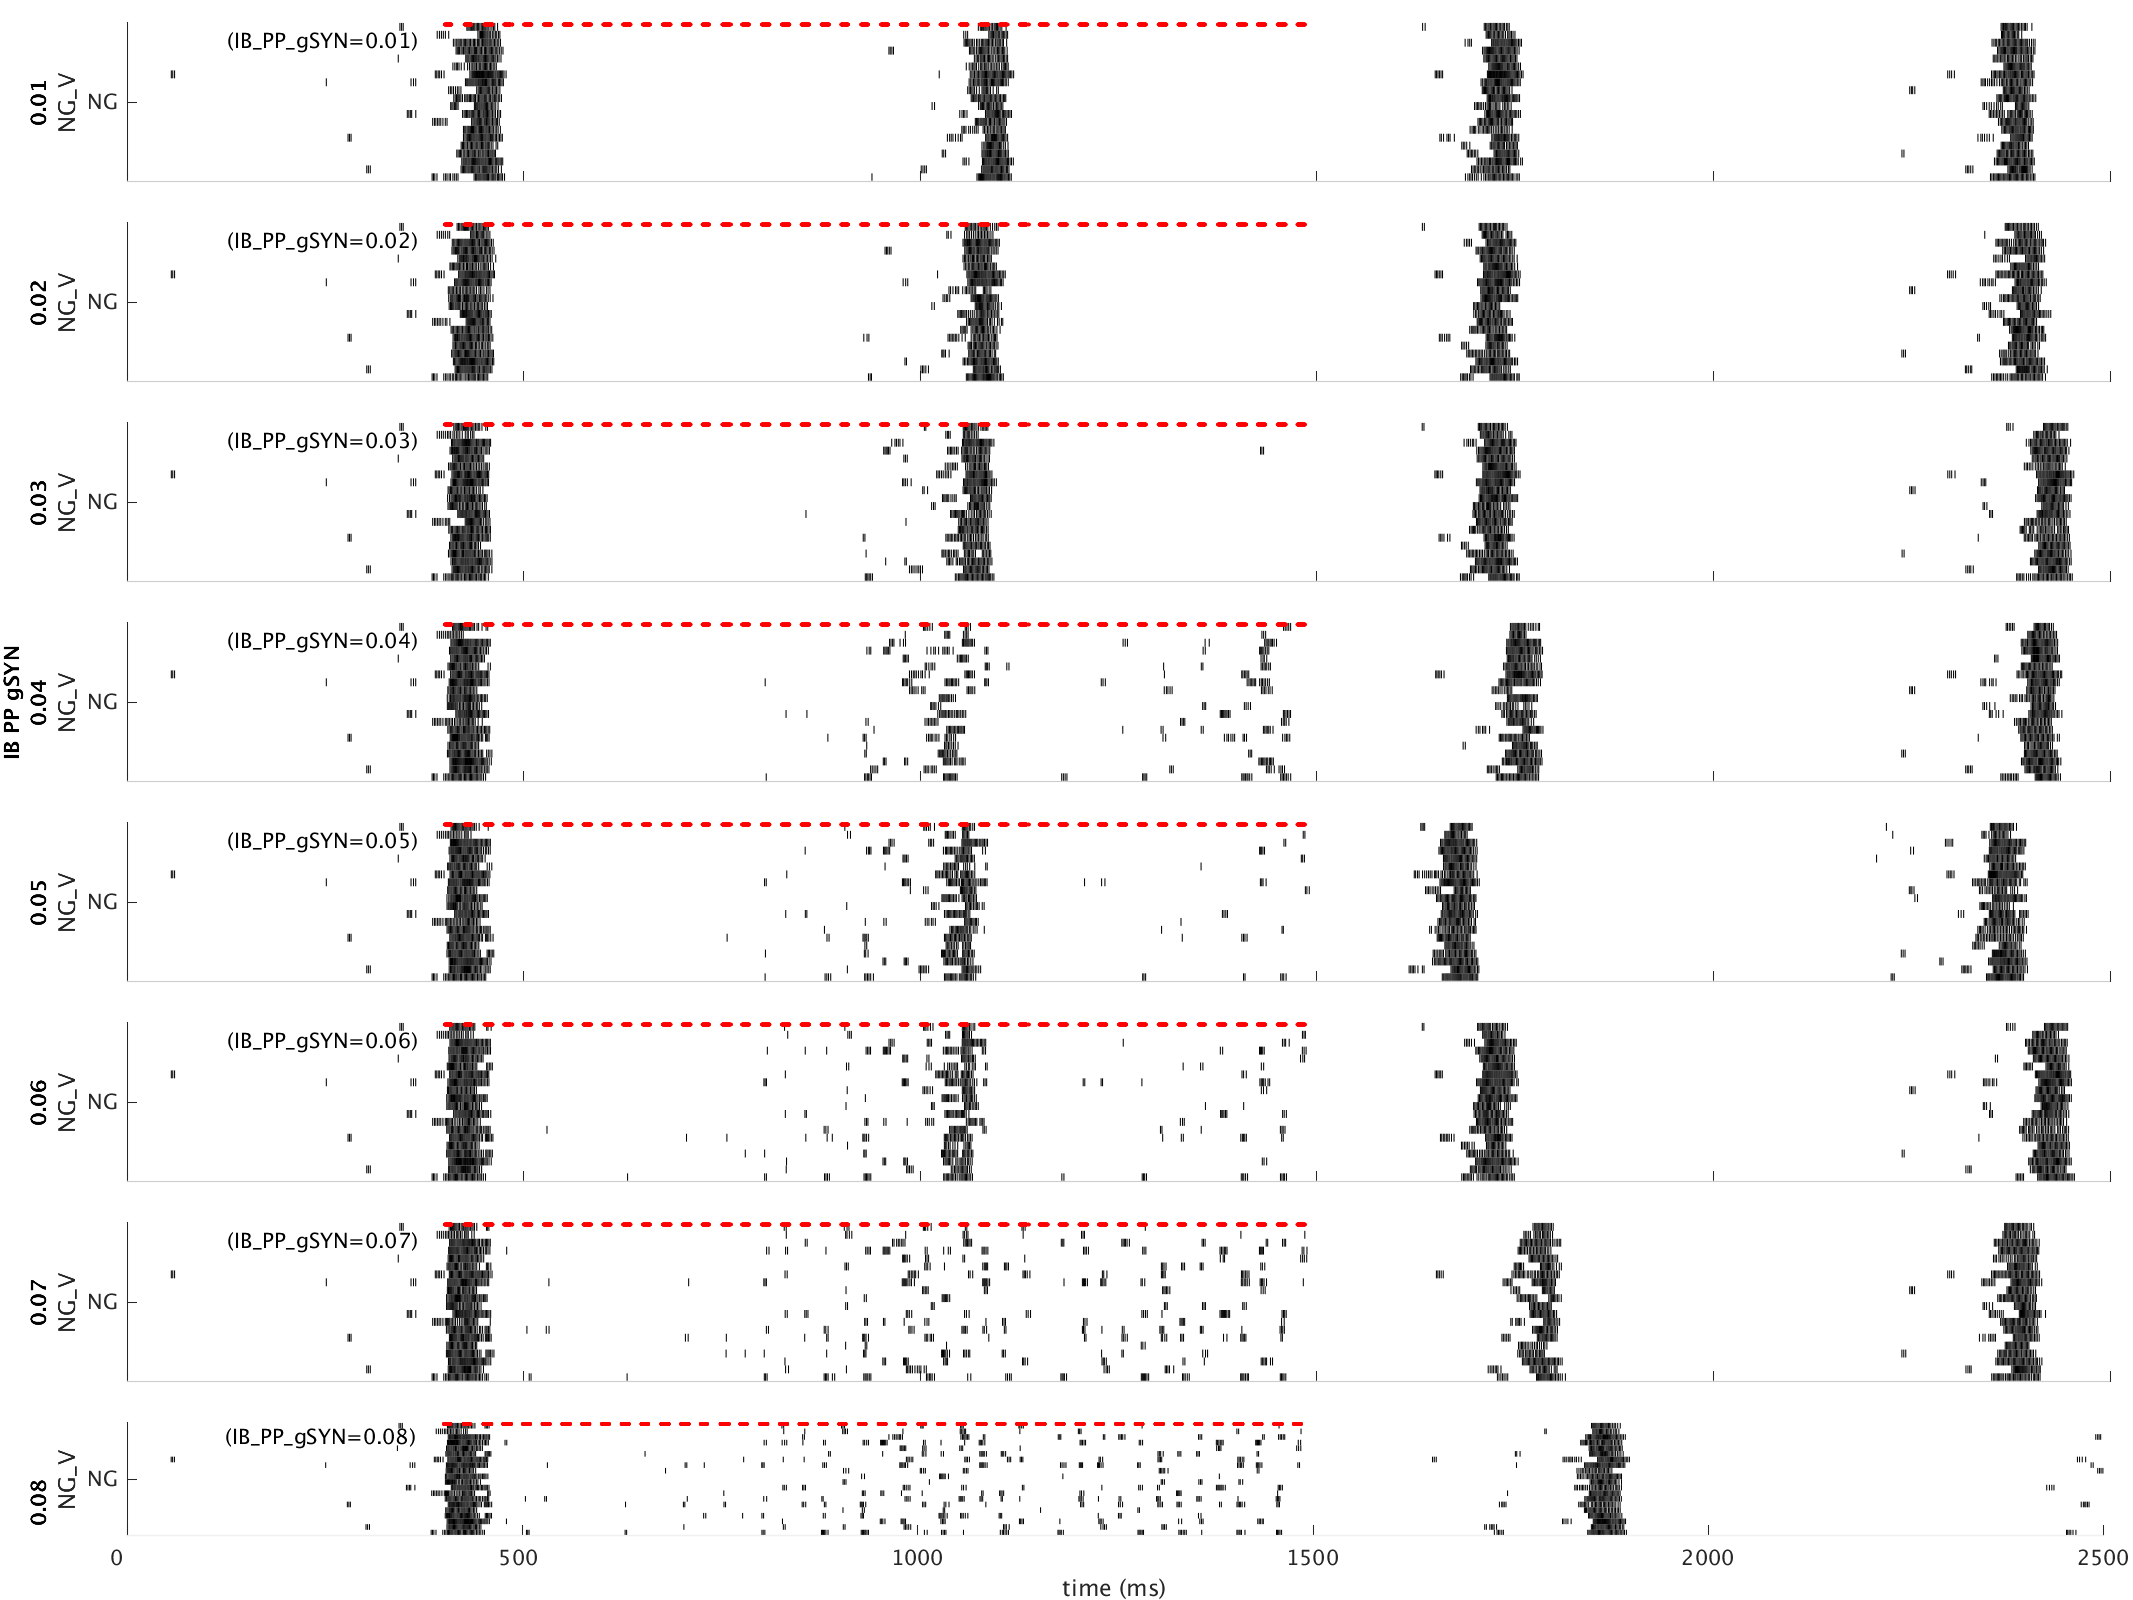 IB PP gSYN
0.01
NG_V
NG
(IB_PP_gSYN=0.01)
0.02
NG_V
NG
(IB_PP_gSYN=0.02)
0.03
NG_V
NG
(IB_PP_gSYN=0.03)
0.04
NG_V
NG
(IB_PP_gSYN=0.04)
0.05
NG_V
NG
(IB_PP_gSYN=0.05)
0.06
NG_V
NG
(IB_PP_gSYN=0.06)
0.07
NG_V
NG
(IB_PP_gSYN=0.07)
0.08
NG_V
NG
(IB_PP_gSYN=0.08)
0 500 1000 1500 2000 2500
time (ms)